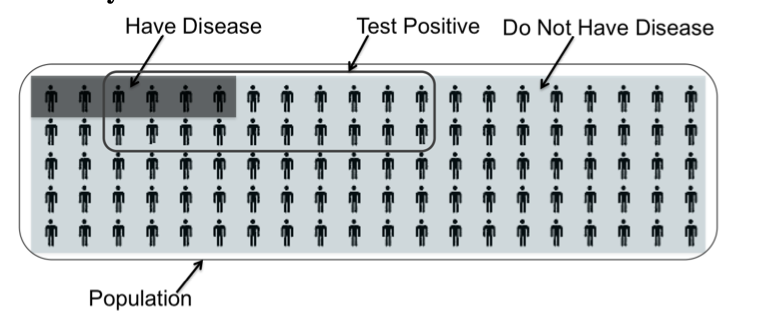 Have Disease
Test Positive
Do Not Have Disease
Population